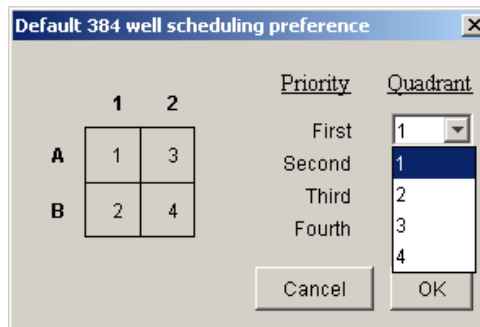 Default 384 well scheduling preference
Priority Quadrant
1 2
First 1
A 1 3
Second 1
Third 2
B 2 4
Fourth 3
4
Cancel OK